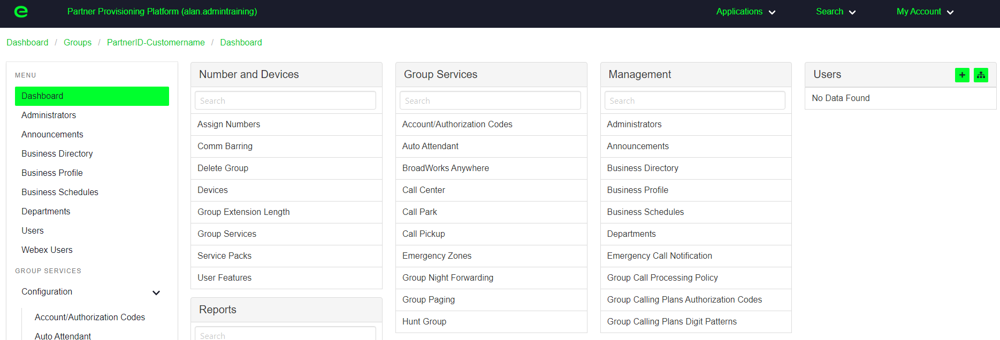 Partner Provisioning Platform (alan.admintraining)
Applications
Search
My Account
Dashboard / Groups / PartnerID-Customername / Dashboard
MENU
Dashboard
Administrators
Announcements
Business Directory
Business Profile
Business Schedules
Departments
Users
Webex Users
GROUP SERVICES
Configuration
Account/Authorization Codes
Auto Attendant
Number and Devices
Search
Assign Numbers
Comm Barring
Delete Group
Devices
Group Extension Length
Group Services
Service Packs
User Features
Reports
Search
Group Services
Search
Account/Authorization Codes
Auto Attendant
BroadWorks Anywhere
Call Center
Call Park
Call Pickup
Emergency Zones
Group Night Forwarding
Group Paging
Hunt Group
Management
Search
Administrators
Announcements
Business Directory
Business Profile
Business Schedules
Departments
Emergency Call Notification
Group Call Processing Policy
Group Calling Plans Authorization Codes
Group Calling Plans Digit Patterns
Users
No Data Found